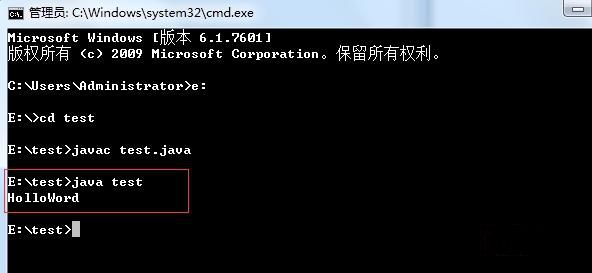 管理员: C:\Windows\system32\cmd.exe
Microsoft Windows [版本 6.1.7601]
版权所有 (c) 2009 Microsoft Corporation。保留所有权利。
C:\Users\Administrator>e:
E:\>cd test
E:\test>javac test.java
E:\test>java test
HolloWord
E:\test>